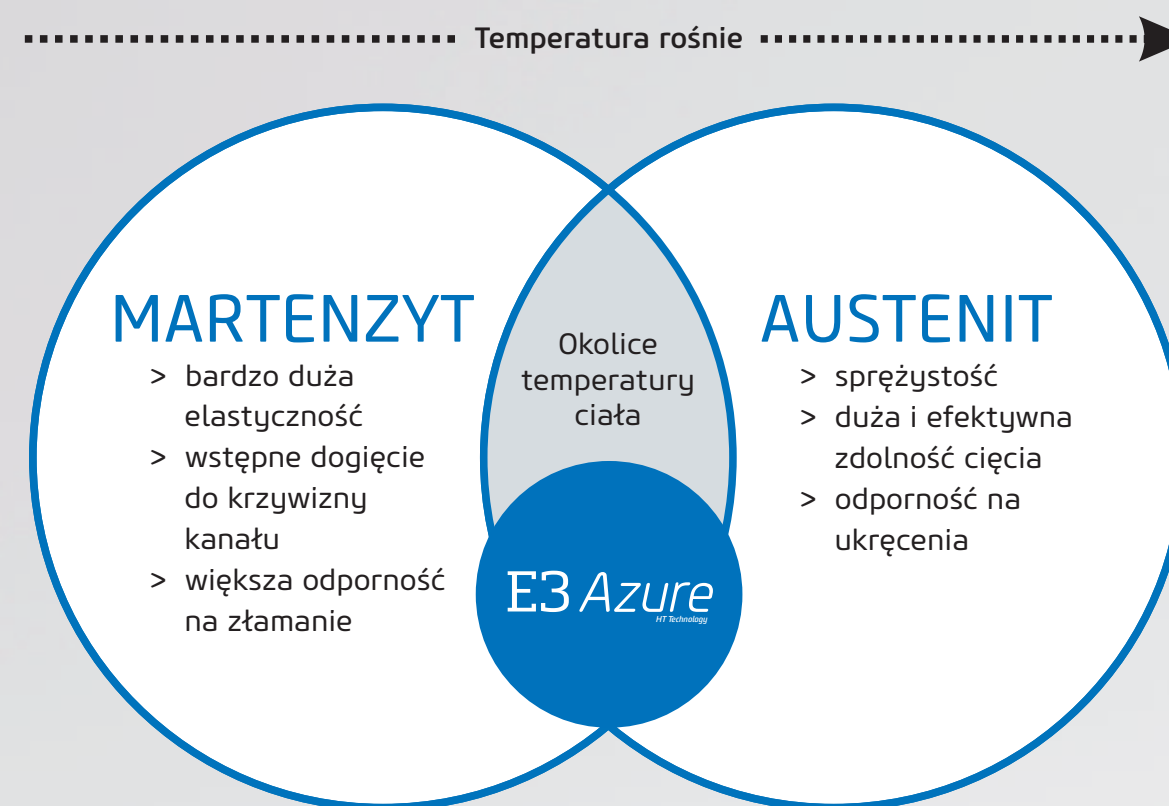 Temperatura rośnie
MARTENZYT
> bardzo duża
elastyczność
> wstępne dogięcie
do krzywizny
kanału
> większa odporność
na złamanie
Okolice
temperatury
ciała
E3 Azure
HT Technology
AUSTENIT
> sprężystość
> duża i efektywna
zdolność cięcia
> odporność na
ukręcenia